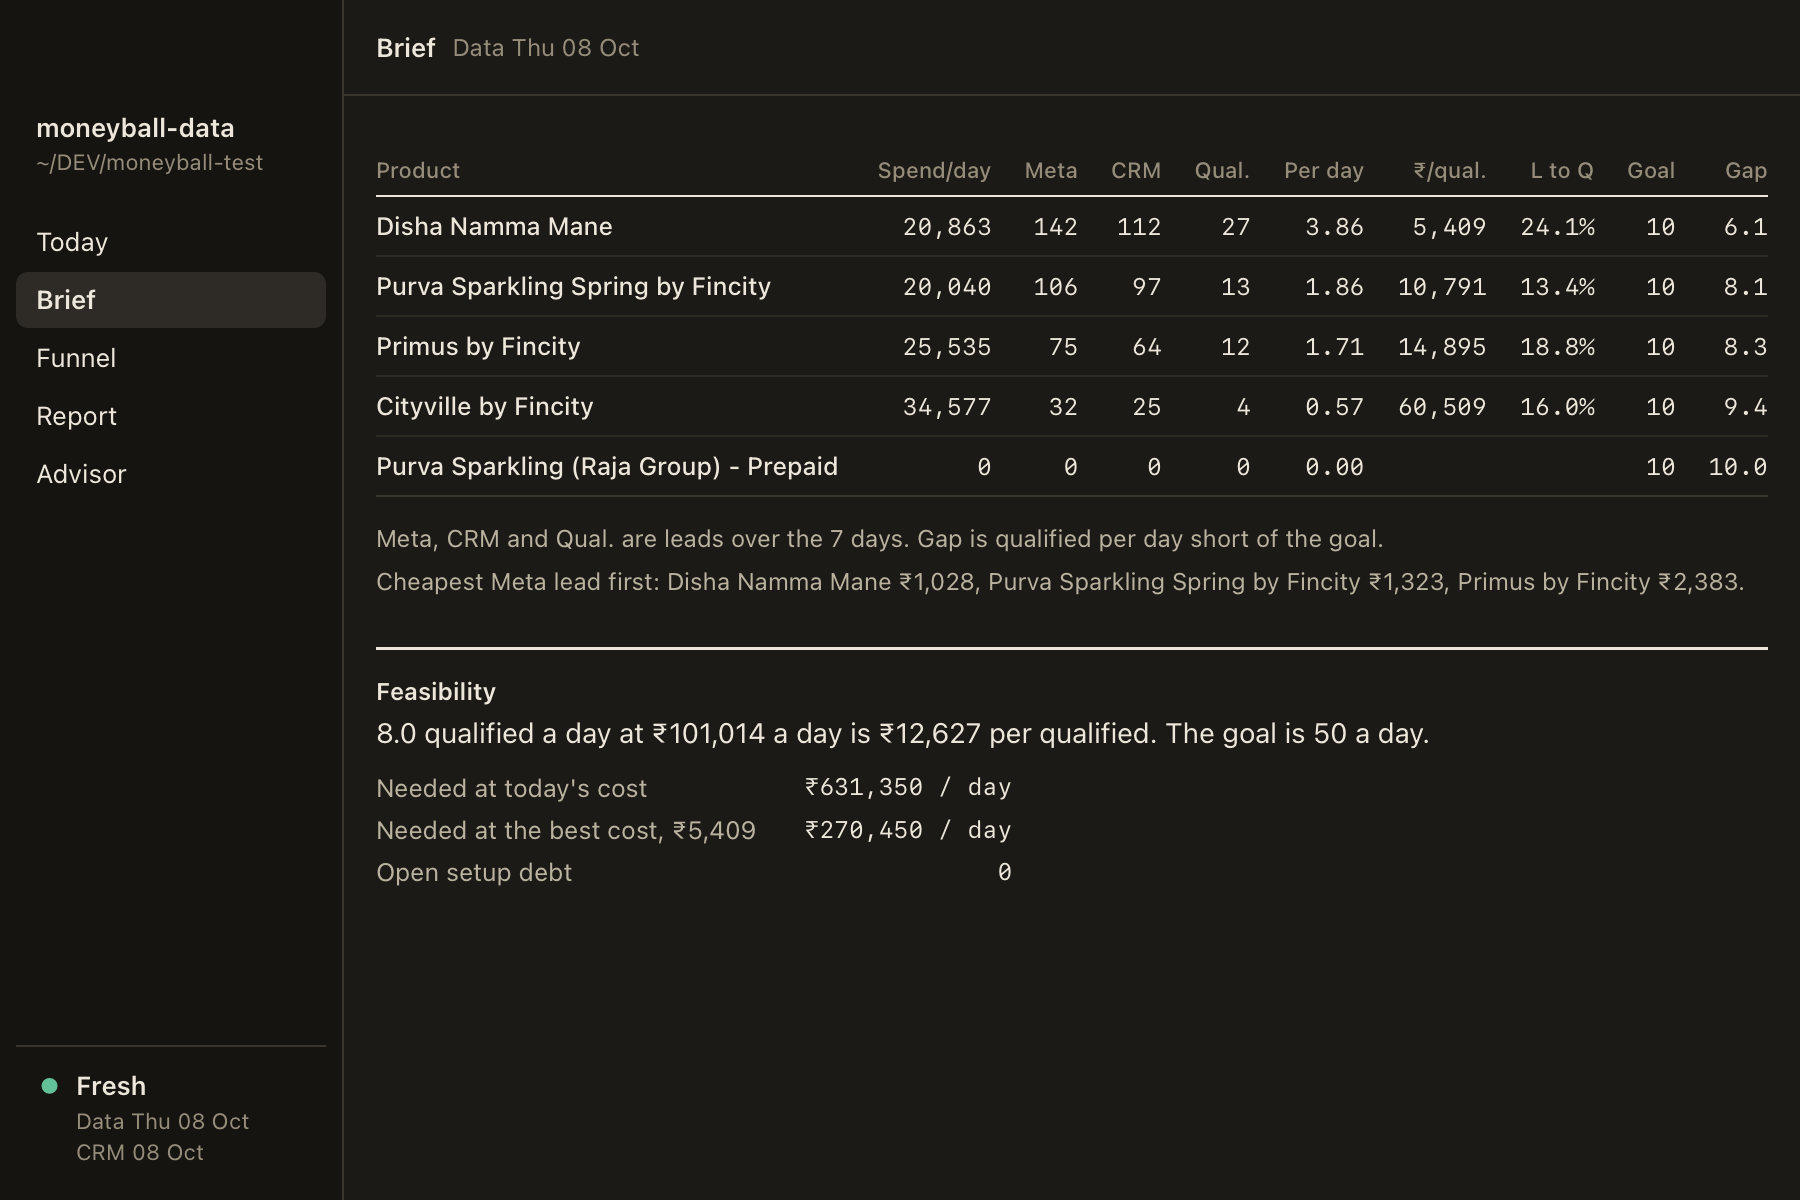 Brief Data Thu 08 Oct
moneyball-data
~/DEV/moneyball-test
Today
Brief
Funnel
Report
Advisor
Fresh
Data Thu 08 Oct
CRM 08 Oct
Product Spend/day Meta CRM Qual. Per day ₹/qual. L to Q Goal Gap
Disha Namma Mane 20,863 142 112 27 3.86 5,409 24.1% 10 6.1
Purva Sparkling Spring by Fincity 20,040 106 97 13 1.86 10,791 13.4% 10 8.1
Primus by Fincity 25,535 75 64 12 1.71 14,895 18.8% 10 8.3
Cityville by Fincity 34,577 32 25 4 0.57 60,509 16.0% 10 9.4
Purva Sparkling (Raja Group) - Prepaid 0 0 0 0 0.00 10 10.0
Meta, CRM and Qual. are leads over the 7 days. Gap is qualified per day short of the goal.
Cheapest Meta lead first: Disha Namma Mane ₹1,028, Purva Sparkling Spring by Fincity ₹1,323, Primus by Fincity ₹2,383.
Feasibility
8.0 qualified a day at ₹101,014 a day is ₹12,627 per qualified. The goal is 50 a day.
Needed at today's cost ₹631,350 / day
Needed at the best cost, ₹5,409 ₹270,450 / day
Open setup debt 0